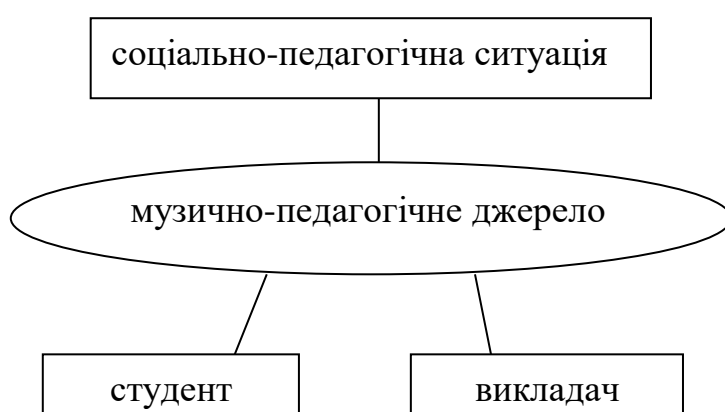 соціально-педагогічна ситуація
музично-педагогічне джерело
студент
викладач